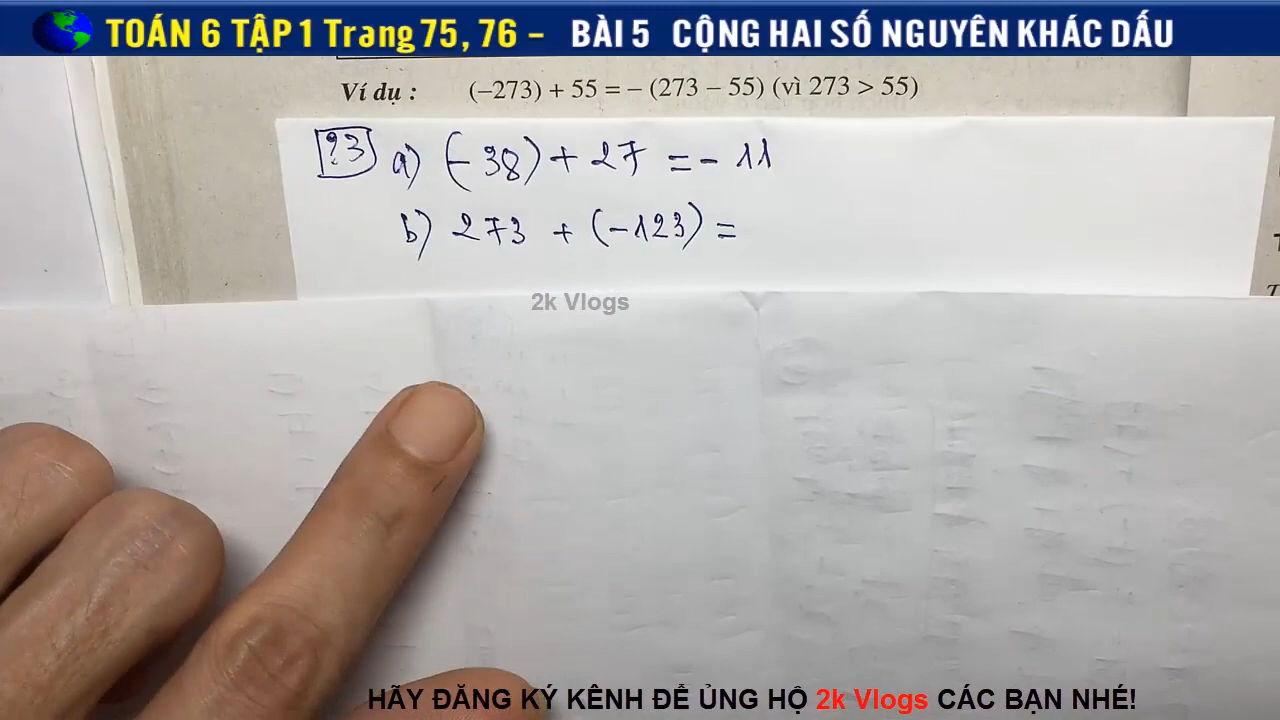 TOÁN 6 TẬP 1 Trang 75, 76 – BÀI 5 CỘNG HAI SỐ NGUYÊN KHÁC DẤU
Ví dụ : (–273) + 55 = – (273 – 55) (vì 273 > 55)
?3 a) (– 38) + 27 = – 11
b) 273 + (–123) =
2k Vlogs
HÃY ĐĂNG KÝ KÊNH ĐỂ ỦNG HỘ 2k Vlogs CÁC BẠN NHÉ!